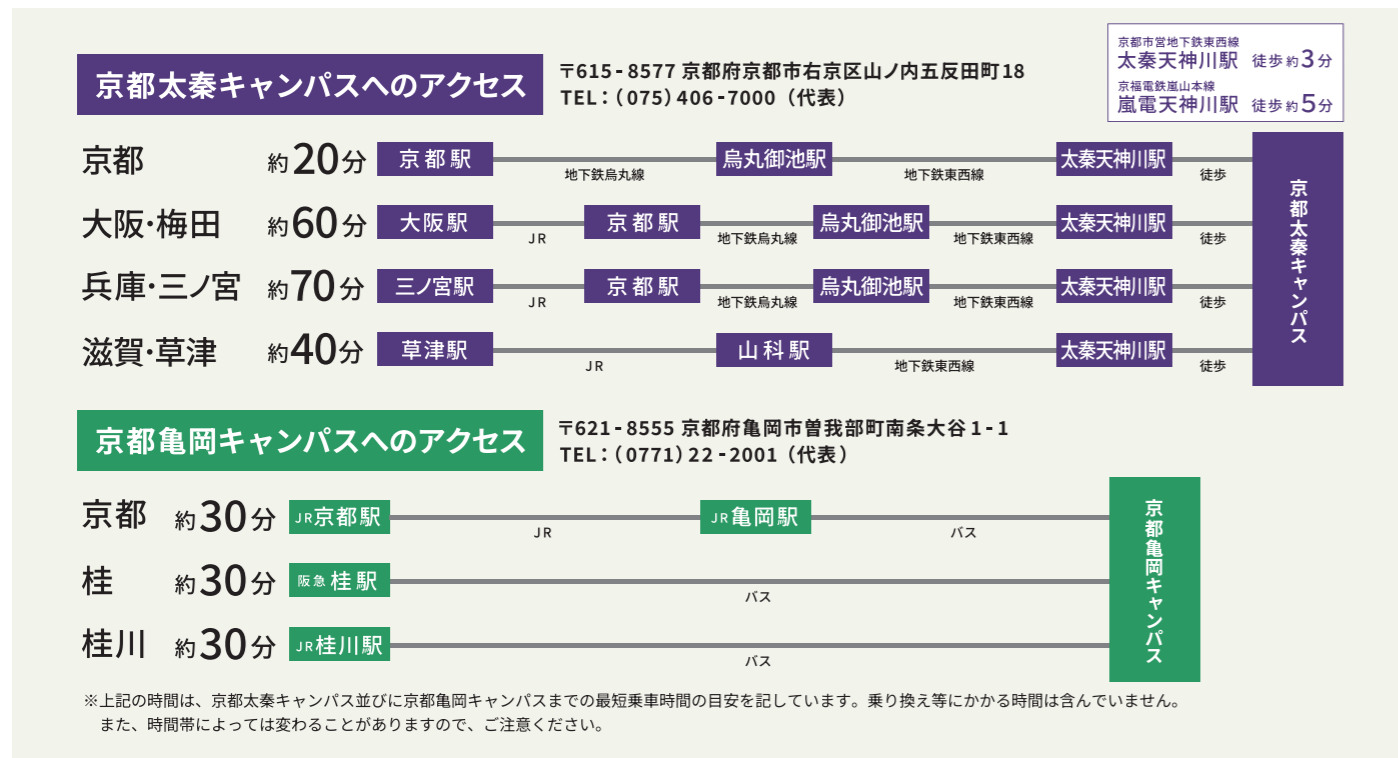 京都太秦キャンパスへのアクセス
〒615-8577 京都府京都市右京区山ノ内五反田町18
TEL：（075）406-7000（代表）
京都市営地下鉄東西線
太秦天神川駅 徒歩約3分
京福電鉄嵐山本線
嵐電天神川駅 徒歩約5分
京都 約20分 京都駅 地下鉄烏丸線 烏丸御池駅 地下鉄東西線 太秦天神川駅 徒歩
大阪・梅田 約60分 大阪駅 JR 京都駅 地下鉄烏丸線 烏丸御池駅 地下鉄東西線 太秦天神川駅 徒歩
兵庫・三ノ宮 約70分 三ノ宮駅 JR 京都駅 地下鉄烏丸線 烏丸御池駅 地下鉄東西線 太秦天神川駅 徒歩
滋賀・草津 約40分 草津駅 JR 山科駅 地下鉄東西線 太秦天神川駅 徒歩
京都太秦キャンパス
京都亀岡キャンパスへのアクセス
〒621-8555 京都府亀岡市曽我部町南条大谷1-1
TEL：（0771）22-2001（代表）
京都 約30分 JR京都駅 JR JR亀岡駅 バス
桂 約30分 阪急桂駅 バス
桂川 約30分 JR桂川駅 バス
京都亀岡キャンパス
※上記の時間は、京都太秦キャンパス並びに京都亀岡キャンパスまでの最短乗車時間の目安を記しています。乗り換え等にかかる時間は含んでいません。
また、時間帯によっては変わることがありますので、ご注意ください。